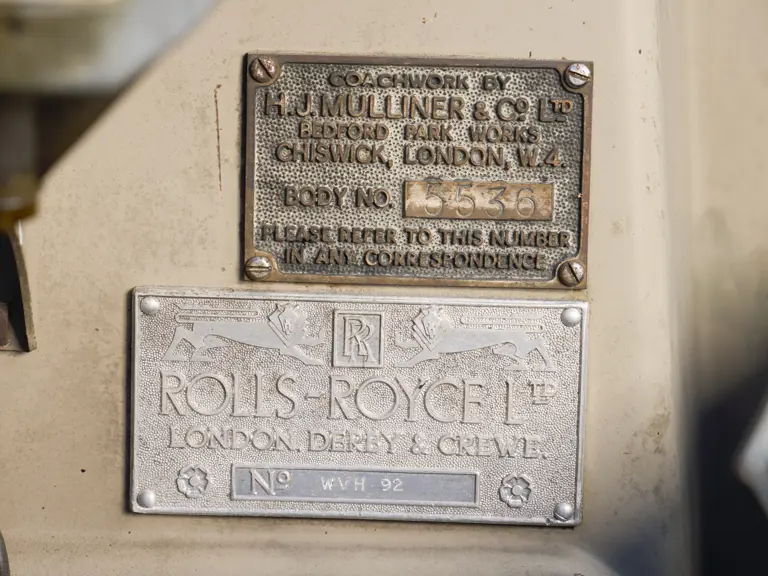 COACHWORK BY
H.J. MULLINER & Cº LTD
BEDFORD PARK WORKS
CHISWICK, LONDON, W.4.
BODY NO. 5536
PLEASE REFER TO THIS NUMBER
IN ANY CORRESPONDENCE
RR
ROLLS-ROYCE LTD
LONDON. DERBY & CREWE.
Nº WVH 92